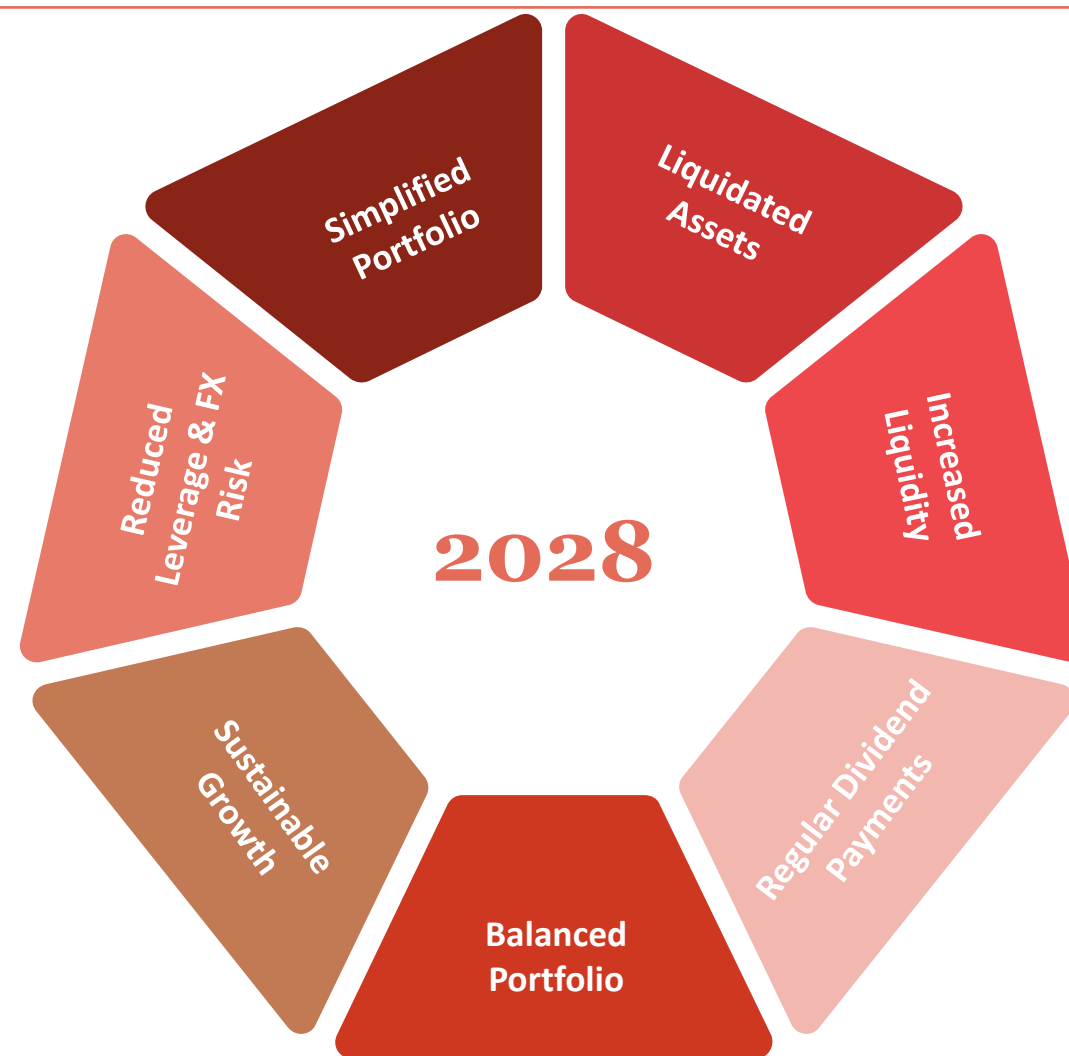 Simplified
Portfolio
Liquidated
Assets
Increased
Liquidity
Regular Dividend
Payments
Balanced
Portfolio
Sustainable
Growth
Reduced
Leverage & FX
Risk
2028